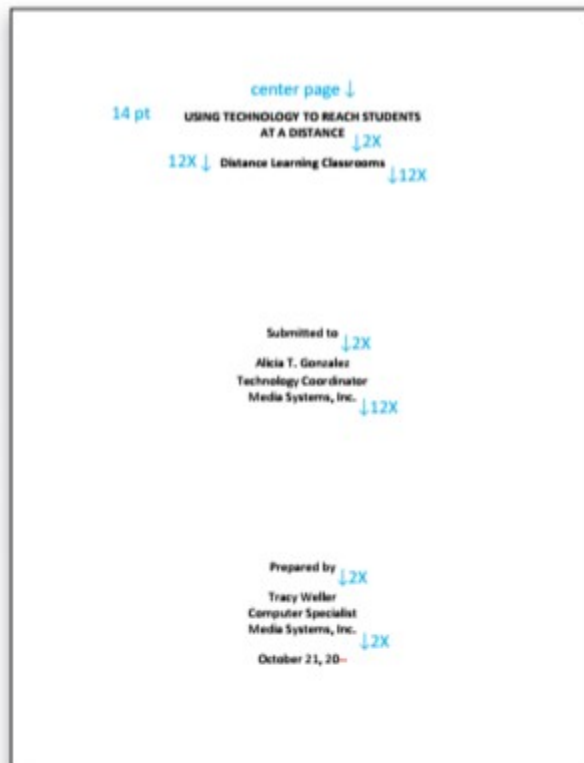 center page ↓
14 pt USING TECHNOLOGY TO REACH STUDENTS
AT A DISTANCE ↓2X
12X ↓ Distance Learning Classrooms ↓12X
Submitted to ↓2X
Alicia T. Gonzalez
Technology Coordinator
Media Systems, Inc. ↓12X
Prepared by ↓2X
Tracy Weller
Computer Specialist
Media Systems, Inc. ↓2X
October 21, 20--